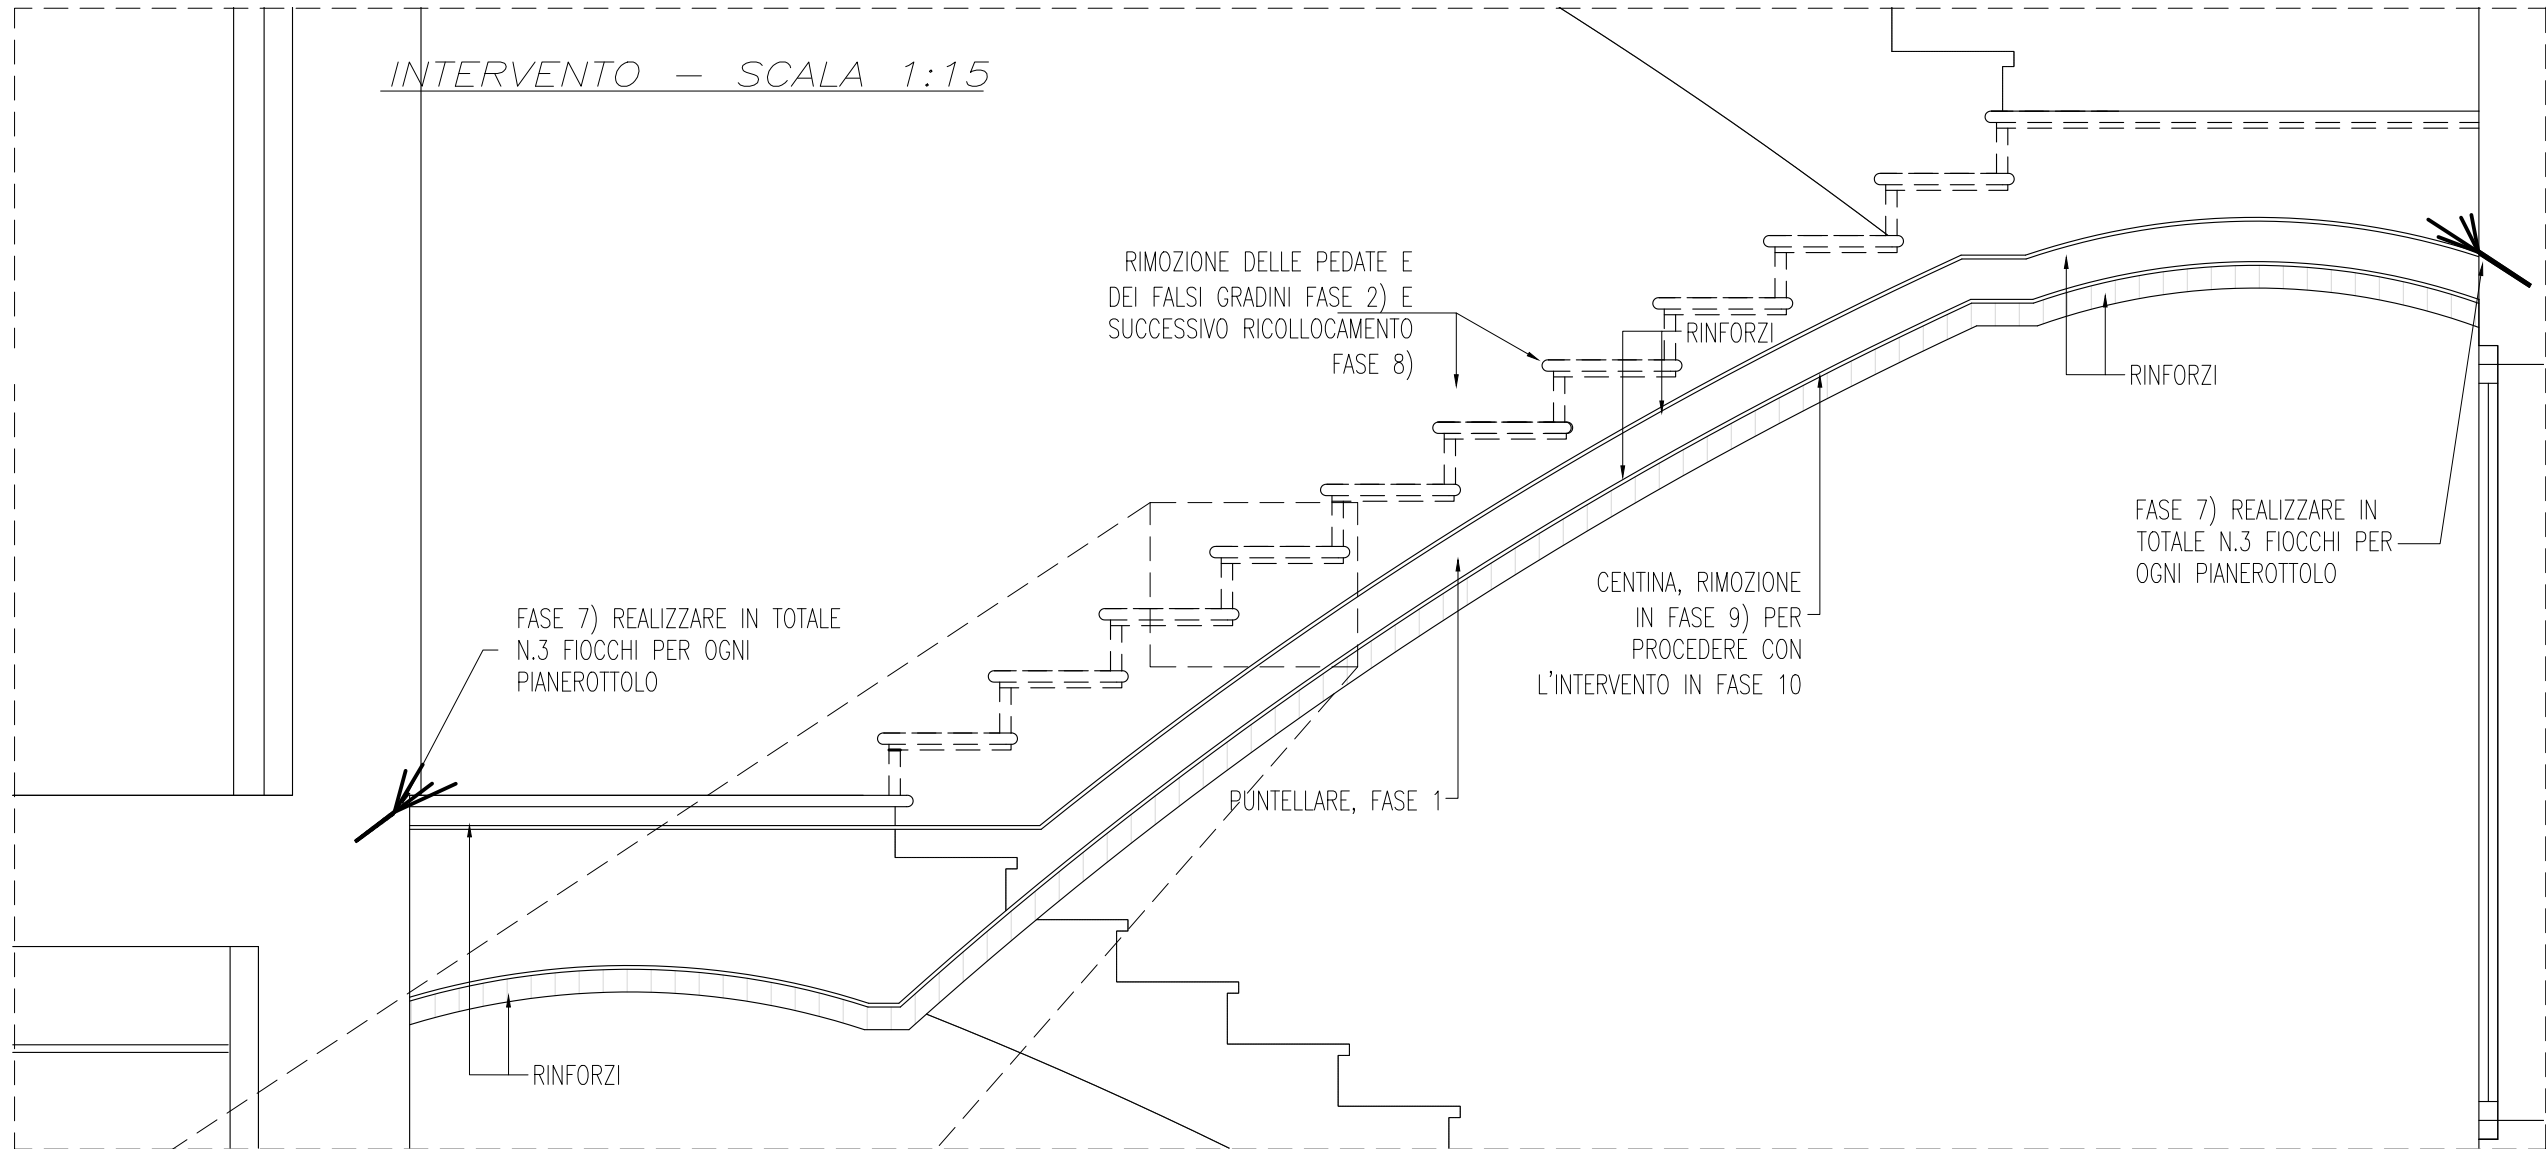 INTERVENTO – SCALA 1:15
RIMOZIONE DELLE PEDATE E
DEI FALSI GRADINI FASE 2) E
SUCCESSIVO RICOLLOCAMENTO
FASE 8)
RINFORZI
RINFORZI
FASE 7) REALIZZARE IN
TOTALE N.3 FIOCCHI PER
OGNI PIANEROTTOLO
CENTINA, RIMOZIONE
IN FASE 9) PER
PROCEDERE CON
L'INTERVENTO IN FASE 10
FASE 7) REALIZZARE IN TOTALE
N.3 FIOCCHI PER OGNI
PIANEROTTOLO
PUNTELLARE, FASE 1
RINFORZI